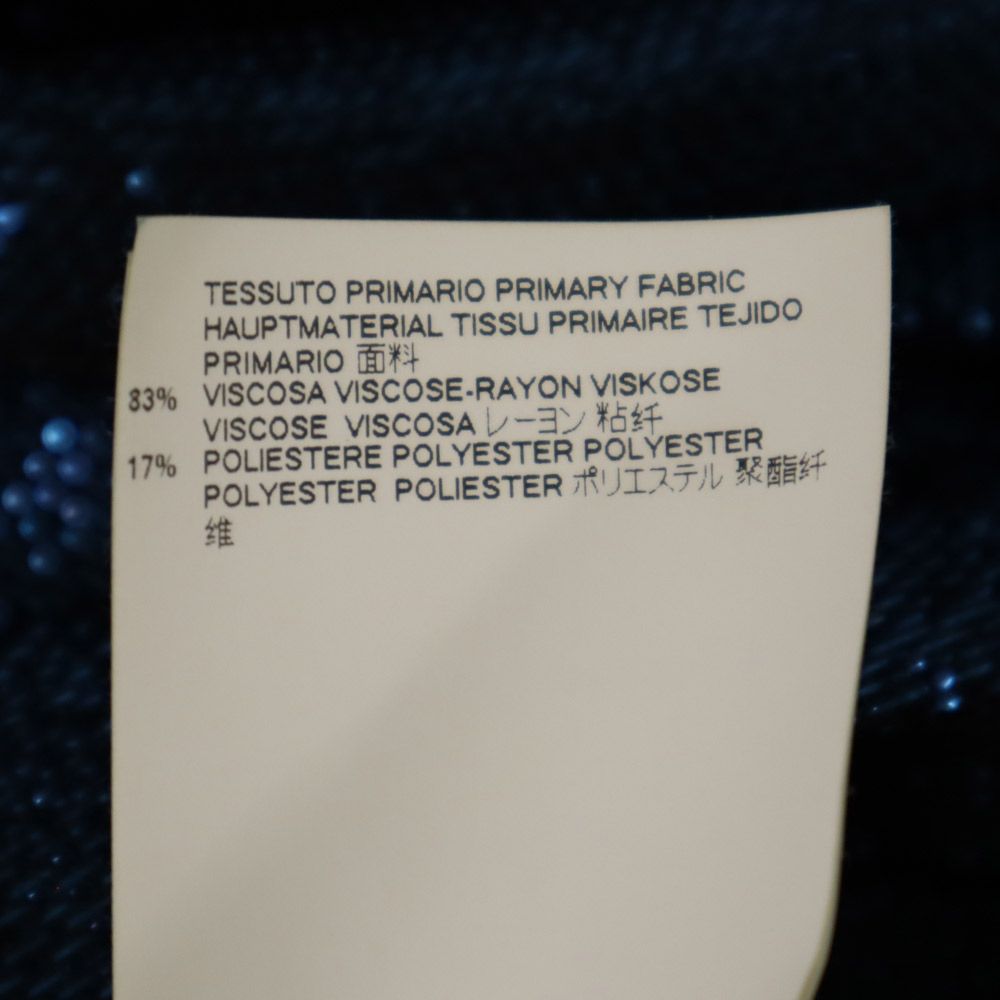 TESSUTO PRIMARIO PRIMARY FABRIC
HAUPTMATERIAL TISSU PRIMAIRE TEJIDO
PRIMARIO 面料
83% VISCOSA VISCOSE-RAYON VISKOSE
VISCOSE VISCOSA レーヨン 粘纤
17% POLIESTERE POLYESTER POLYESTER
POLYESTER POLIESTER ポリエステル 聚酯纤
维